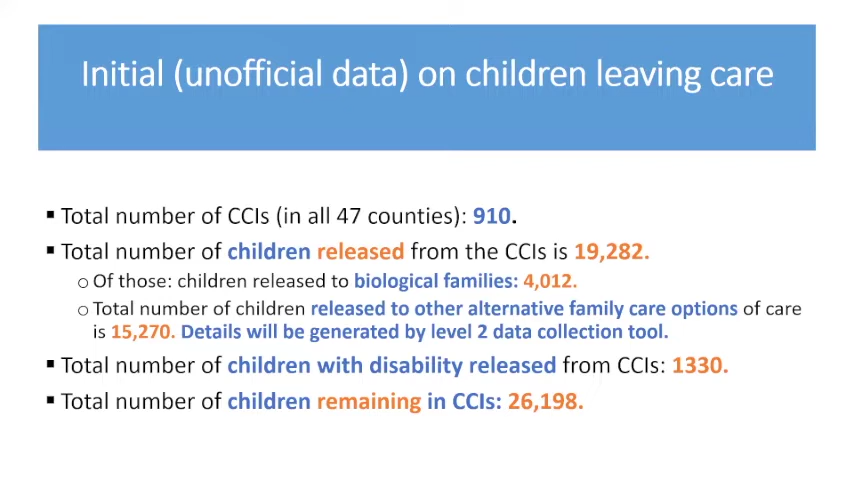 Initial (unofficial data) on children leaving care
▪ Total number of CCIs (in all 47 counties): 910.
▪ Total number of children released from the CCIs is 19,282.
o Of those: children released to biological families: 4,012.
o Total number of children released to other alternative family care options of care
is 15,270. Details will be generated by level 2 data collection tool.
▪ Total number of children with disability released from CCIs: 1330.
▪ Total number of children remaining in CCIs: 26,198.